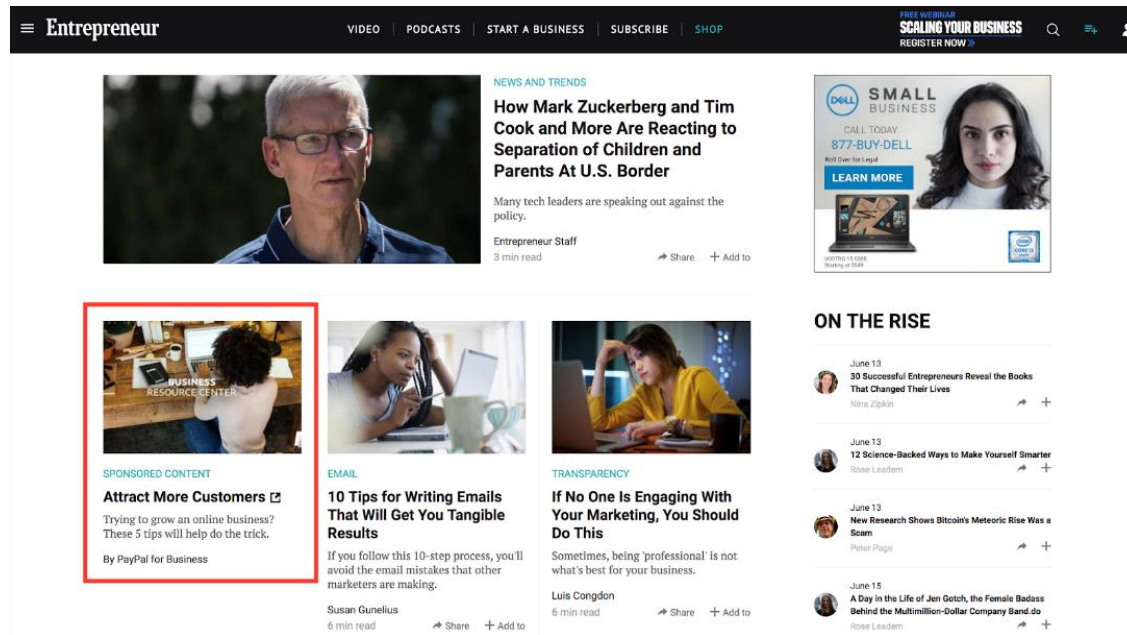 Entrepreneur
VIDEO | PODCASTS | START A BUSINESS | SUBSCRIBE | SHOP
FREE WEBINAR
SCALING YOUR BUSINESS
REGISTER NOW »
NEWS AND TRENDS
How Mark Zuckerberg and Tim
Cook and More Are Reacting to
Separation of Children and
Parents At U.S. Border
Many tech leaders are speaking out against the
policy.
Entrepreneur Staff
3 min read
Share + Add to
DELL SMALL
BUSINESS
CALL TODAY
877-BUY-DELL
Roll Over for Legal
LEARN MORE
VOSTRO 15 5000
Starting at $549
BUSINESS
RESOURCE CENTER
SPONSORED CONTENT
Attract More Customers
Trying to grow an online business?
These 5 tips will help do the trick.
By PayPal for Business
EMAIL
10 Tips for Writing Emails
That Will Get You Tangible
Results
If you follow this 10-step process, you'll
avoid the email mistakes that other
marketers are making.
Susan Gunelius
6 min read
Share + Add to
TRANSPARENCY
If No One Is Engaging With
Your Marketing, You Should
Do This
Sometimes, being 'professional' is not
what's best for your business.
Luis Congdon
6 min read
Share + Add to
ON THE RISE
June 13
30 Successful Entrepreneurs Reveal the Books
That Changed Their Lives
Nina Zipkin
June 13
12 Science-Backed Ways to Make Yourself Smarter
Rose Leadem
June 13
New Research Shows Bitcoin's Meteoric Rise Was a
Scam
Peter Page
June 15
A Day in the Life of Jen Gotch, the Female Badass
Behind the Multimillion-Dollar Company Band.do
Rose Leadem